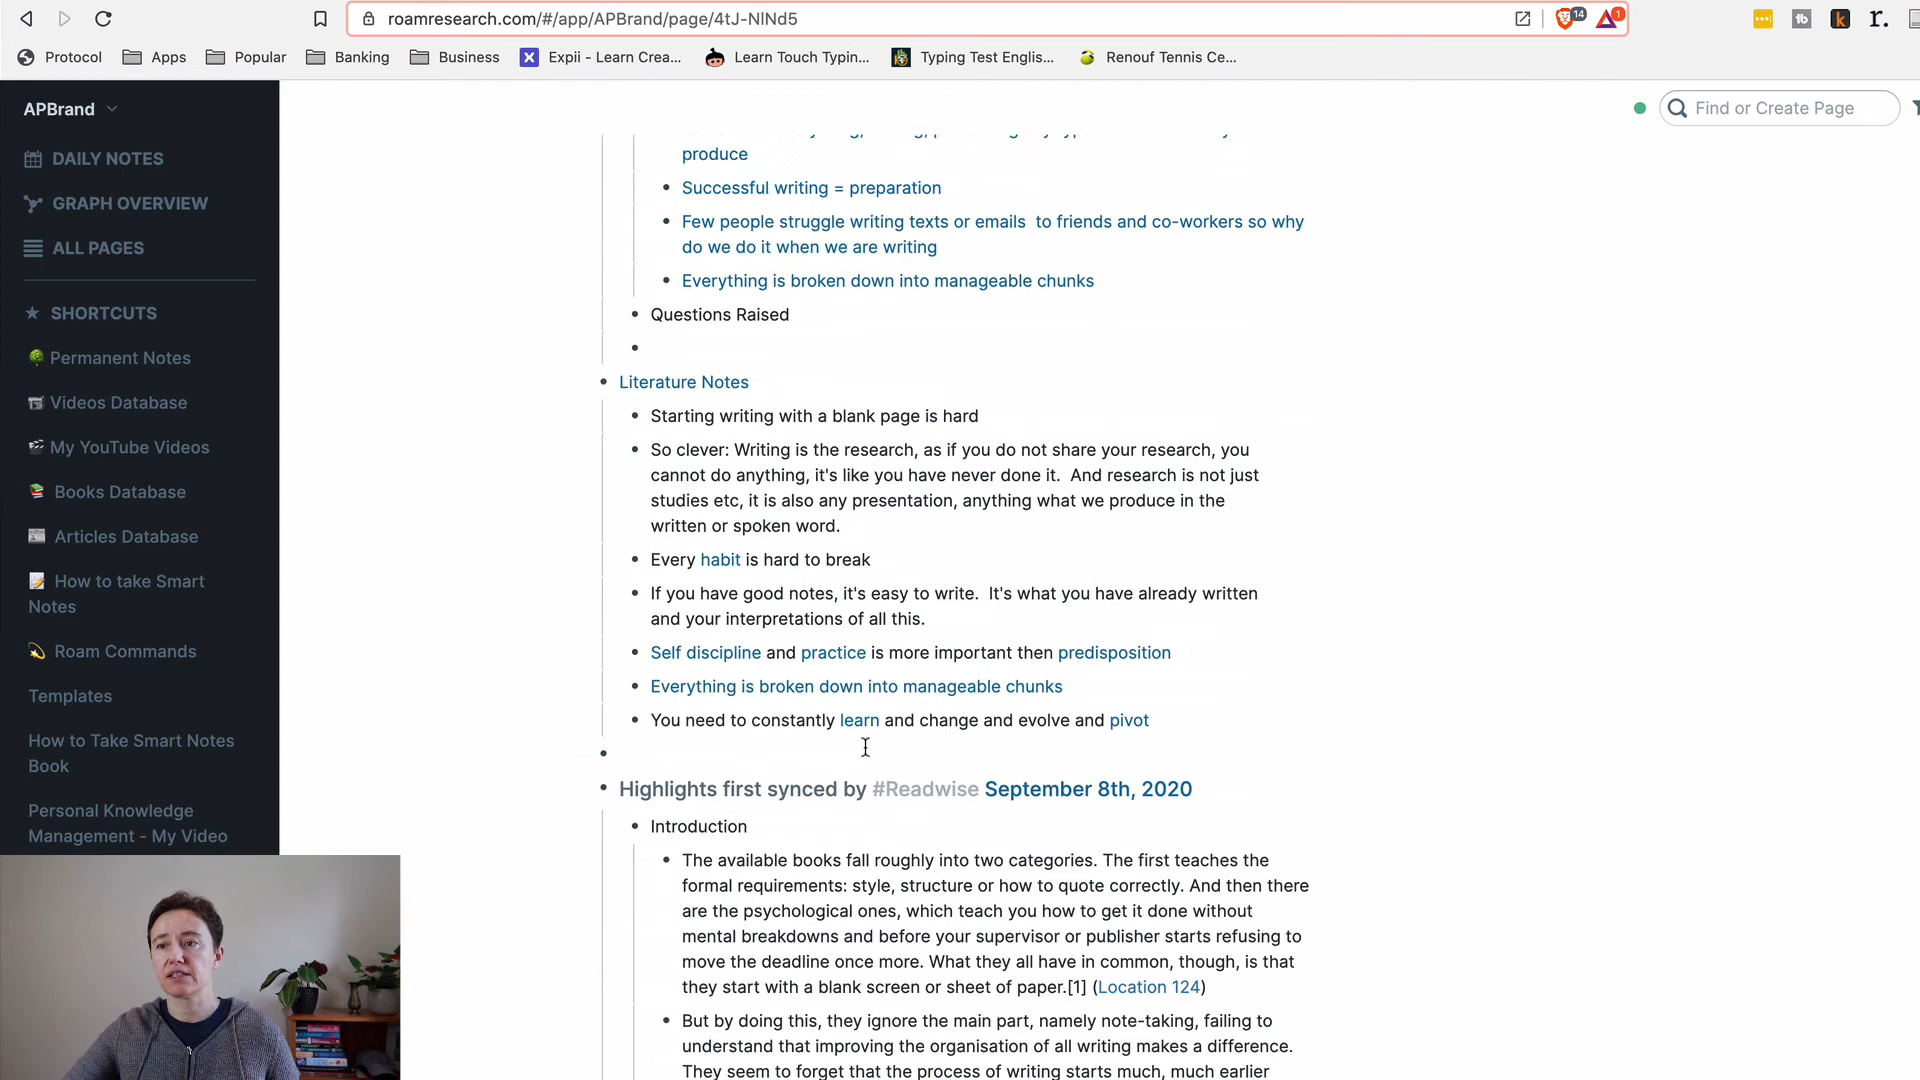 roamresearch.com/#/app/APBrand/page/4tJ-NlNd5
14
1
tb
k
r.
Protocol
Apps
Popular
Banking
Business
X
Expii - Learn Crea...
Learn Touch Typin...
Typing Test Englis...
Renouf Tennis Ce...
APBrand
Find or Create Page
DAILY NOTES
GRAPH OVERVIEW
ALL PAGES
SHORTCUTS
Permanent Notes
Videos Database
My YouTube Videos
Books Database
Articles Database
How to take Smart
Notes
Roam Commands
Templates
How to Take Smart Notes
Book
Personal Knowledge
Management - My Video
produce
Successful writing = preparation
Few people struggle writing texts or emails  to friends and co-workers so why
do we do it when we are writing
Everything is broken down into manageable chunks
Questions Raised
Literature Notes
Starting writing with a blank page is hard
So clever: Writing is the research, as if you do not share your research, you
cannot do anything, it's like you have never done it.  And research is not just
studies etc, it is also any presentation, anything what we produce in the
written or spoken word.
Every habit is hard to break
If you have good notes, it's easy to write.  It's what you have already written
and your interpretations of all this.
Self discipline and practice is more important then predisposition
Everything is broken down into manageable chunks
You need to constantly learn and change and evolve and pivot
Highlights first synced by #Readwise September 8th, 2020
Introduction
The available books fall roughly into two categories. The first teaches the
formal requirements: style, structure or how to quote correctly. And then there
are the psychological ones, which teach you how to get it done without
mental breakdowns and before your supervisor or publisher starts refusing to
move the deadline once more. What they all have in common, though, is that
they start with a blank screen or sheet of paper.[1] (Location 124)
But by doing this, they ignore the main part, namely note-taking, failing to
understand that improving the organisation of all writing makes a difference.
They seem to forget that the process of writing starts much, much earlier